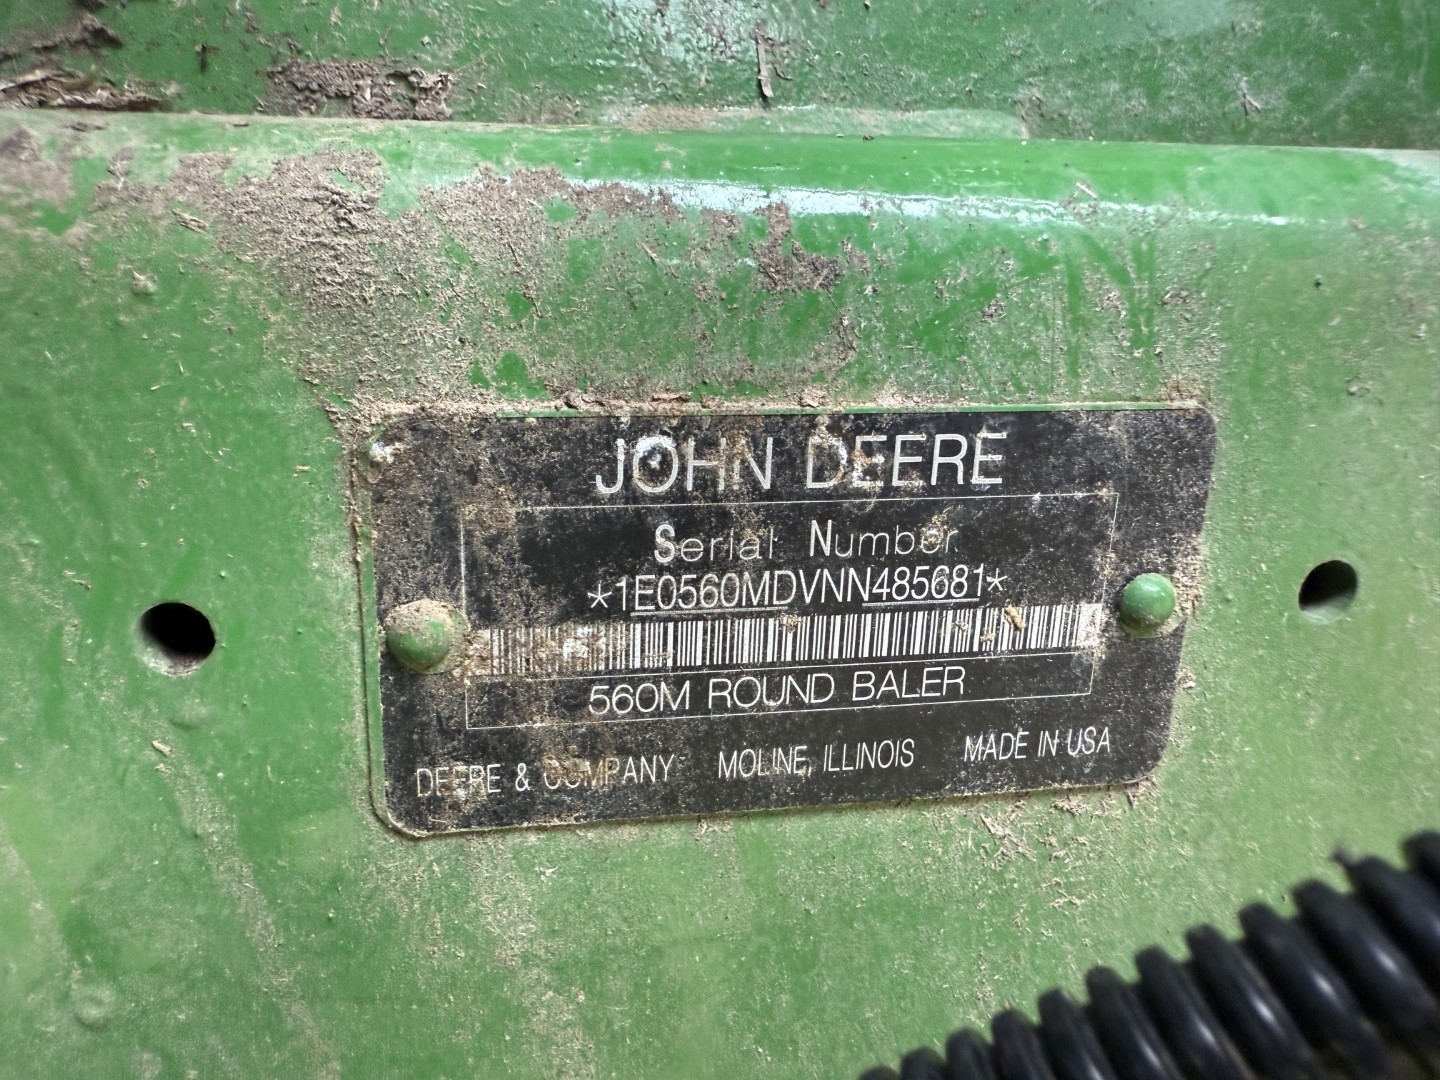 JOHN DEERE
Serial Number
*1E0560MDVNN485681*
560M ROUND BALER
DEERE & COMPANY MOLINE, ILLINOIS MADE IN USA